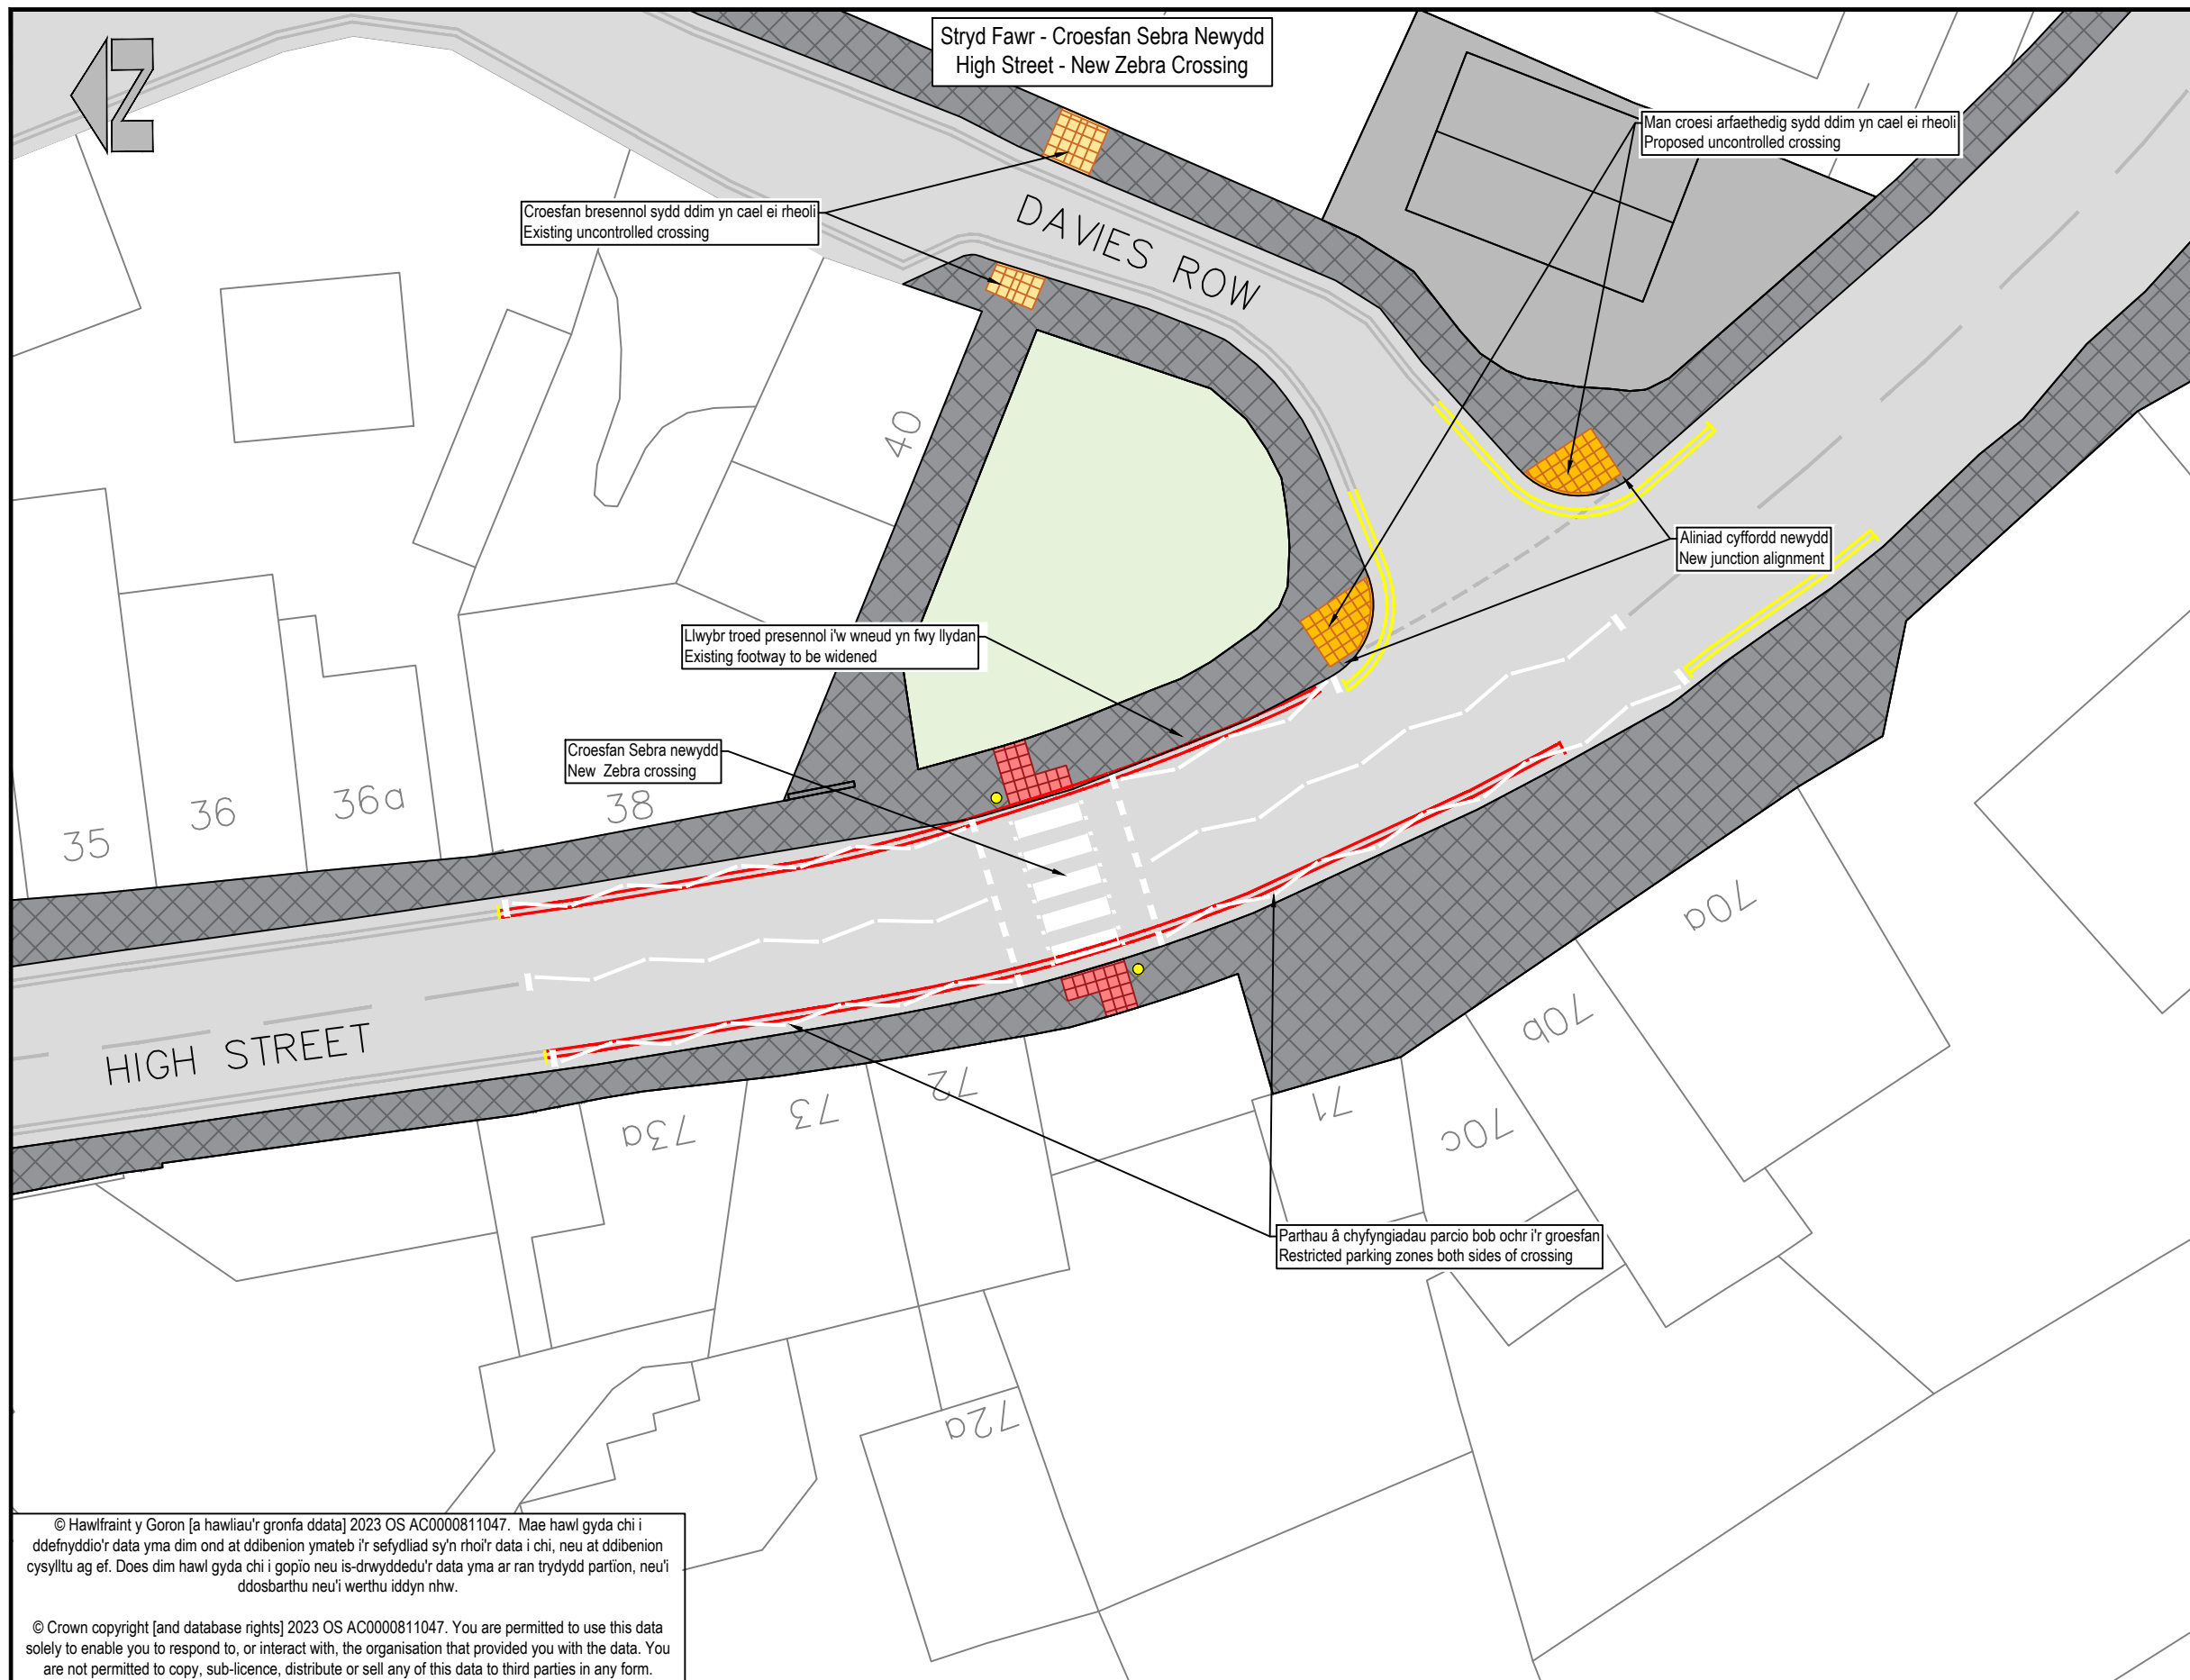 Stryd Fawr - Croesfan Sebra Newydd
High Street - New Zebra Crossing
N
Man croesi arfaethedig sydd ddim yn cael ei rheoli
Proposed uncontrolled crossing
Croesfan bresennol sydd ddim yn cael ei rheoli
Existing uncontrolled crossing
DAVIES ROW
40
Aliniad cyffordd newydd
New junction alignment
Llwybr troed presennol i'w wneud yn fwy llydan
Existing footway to be widened
Croesfan Sebra newydd
New Zebra crossing
35
36
36a
38
70a
70b
HIGH STREET
73a
73
72
71
70c
Parthau â chyfyngiadau parcio bob ochr i'r groesfan
Restricted parking zones both sides of crossing
72a
© Hawlfraint y Goron [a hawliau'r gronfa ddata] 2023 OS AC0000811047. Mae hawl gyda chi i
ddefnyddio'r data yma dim ond at ddibenion ymateb i'r sefydliad sy'n rhoi'r data i chi, neu at ddibenion
cysylltu ag ef. Does dim hawl gyda chi i gopïo neu is-drwyddedu'r data yma ar ran trydydd partïon, neu'i
ddosbarthu neu'i werthu iddyn nhw.
© Crown copyright [and database rights] 2023 OS AC0000811047. You are permitted to use this data
solely to enable you to respond to, or interact with, the organisation that provided you with the data. You
are not permitted to copy, sub-licence, distribute or sell any of this data to third parties in any form.